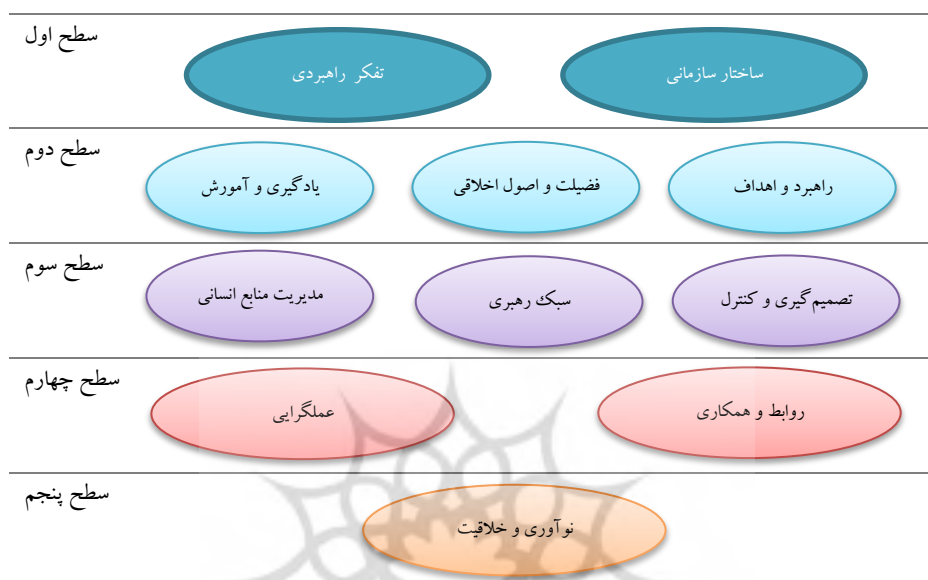 سطح اول
ساختار سازمانی
تفکر راهبردی
سطح دوم
راهبرد و اهداف
فضیلت و اصول اخلاقی
یادگیری و آمورش
سطح سوم
تصمیم‌گیری و کنترل
سبک رهبری
مدیریت منابع انسانی
سطح چهارم
روابط و همکاری
عملگرایی
سطح پنجم
نوآوری و خلاقیت